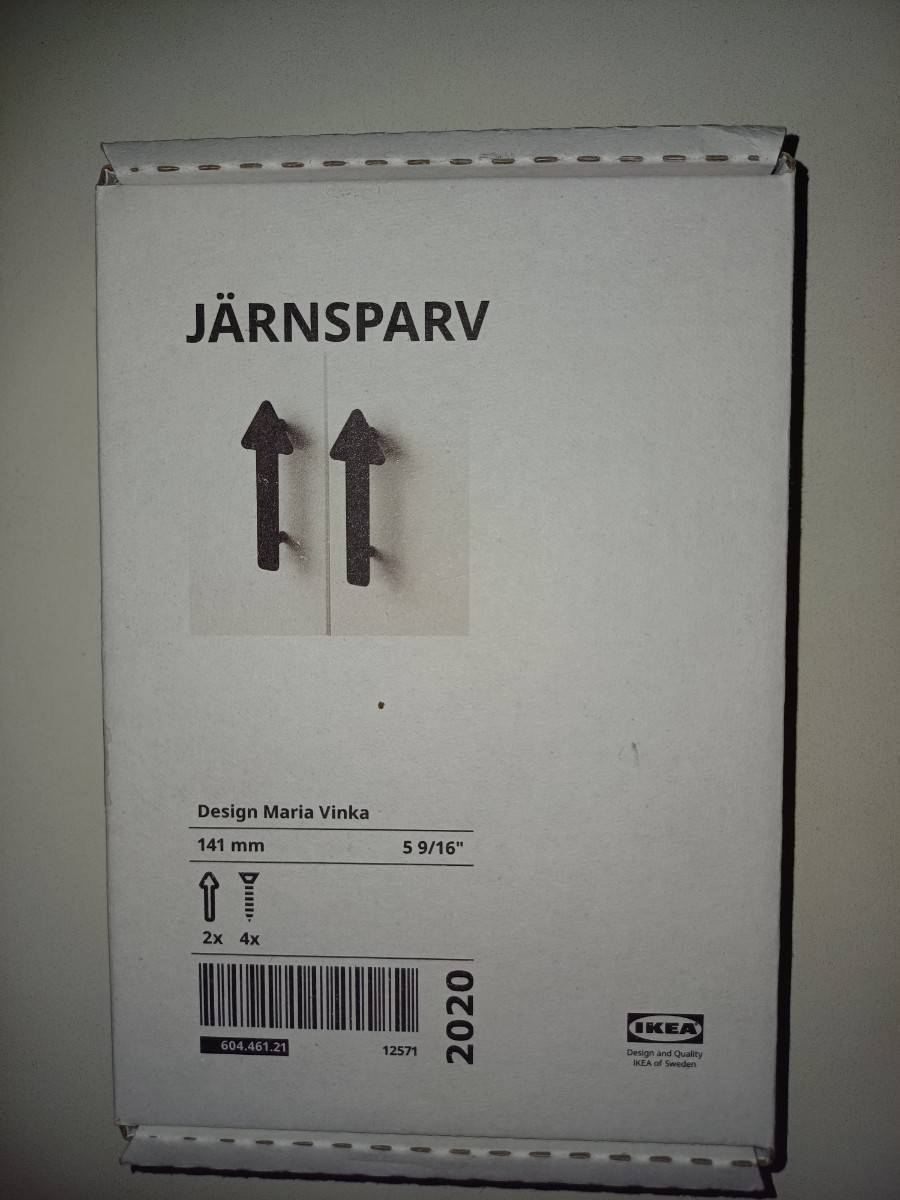 JÄRNSPARV
Design Maria Vinka
141 mm 5 9/16"
2x 4x
604.461.21 12571
2020
IKEA
Design and Quality
IKEA of Sweden